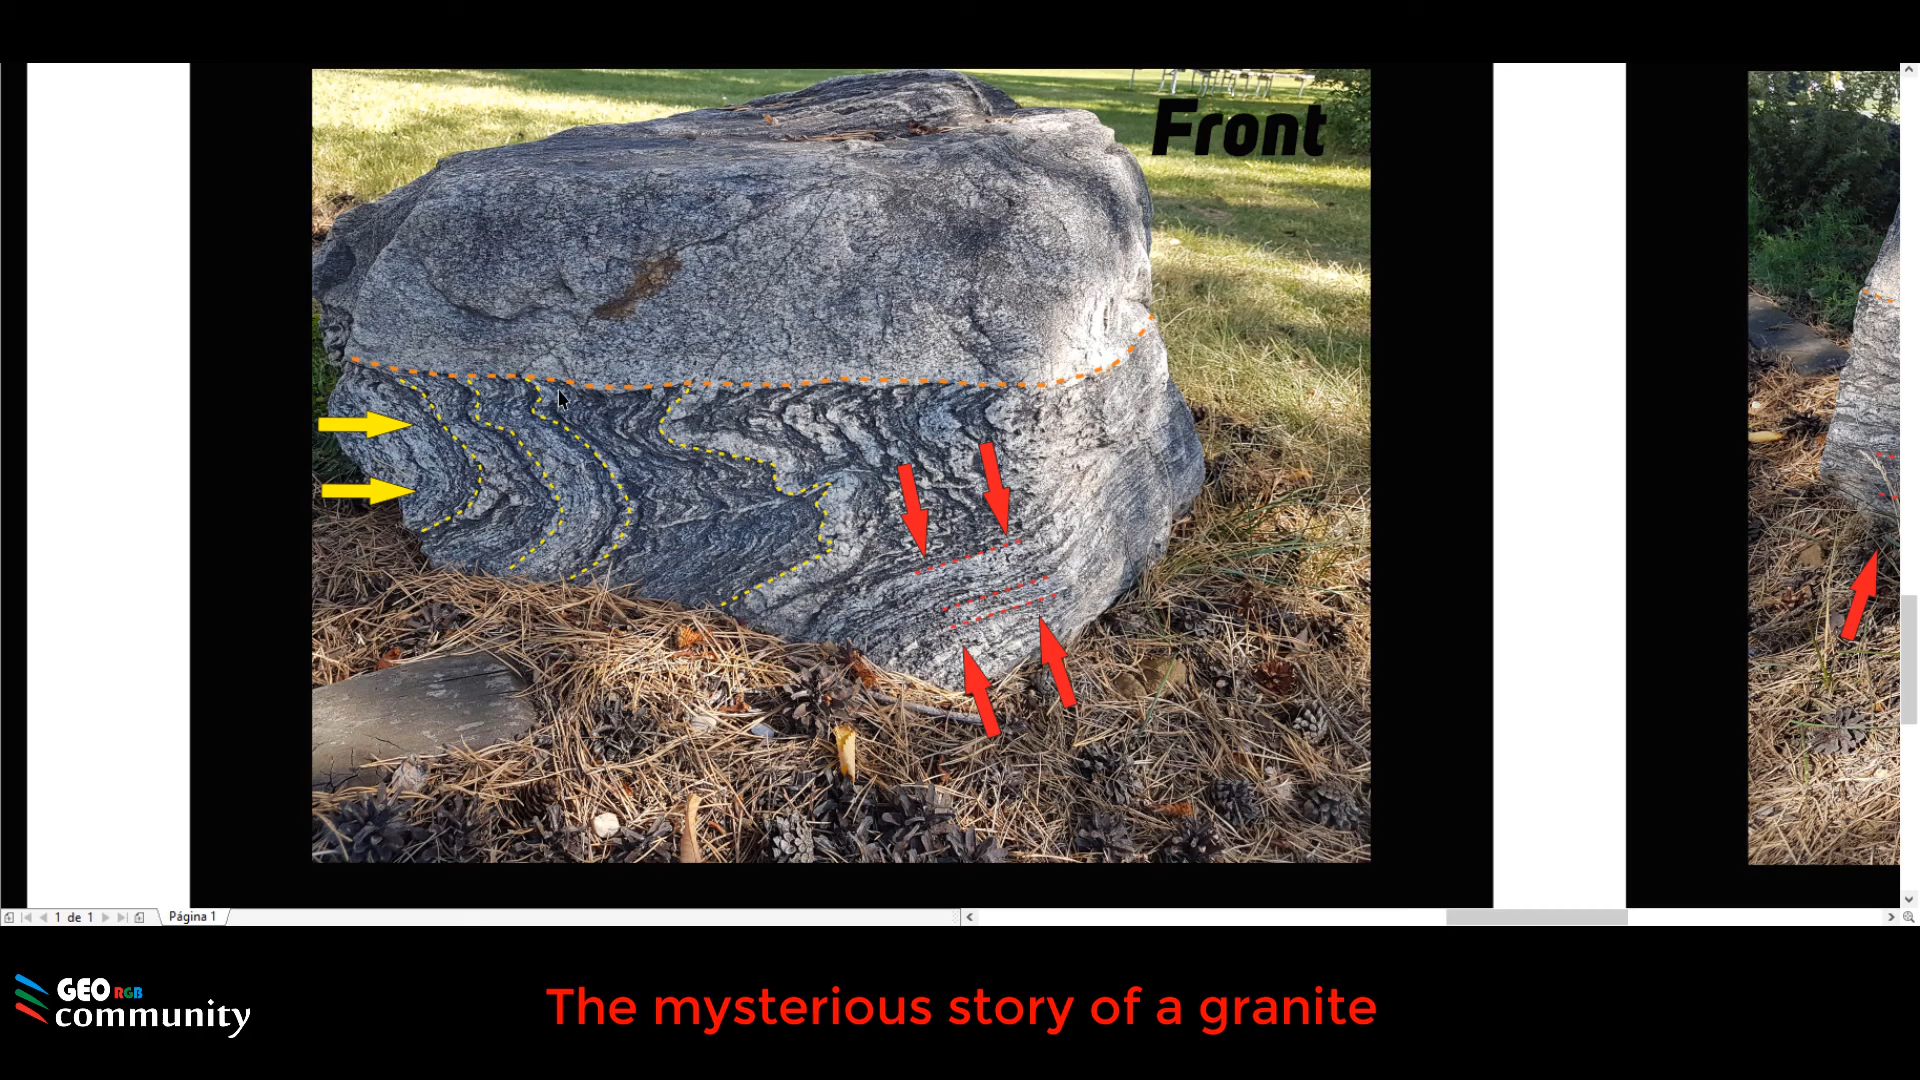 Front
1 de 1
Página 1
GEO RGB
community
The mysterious story of a granite